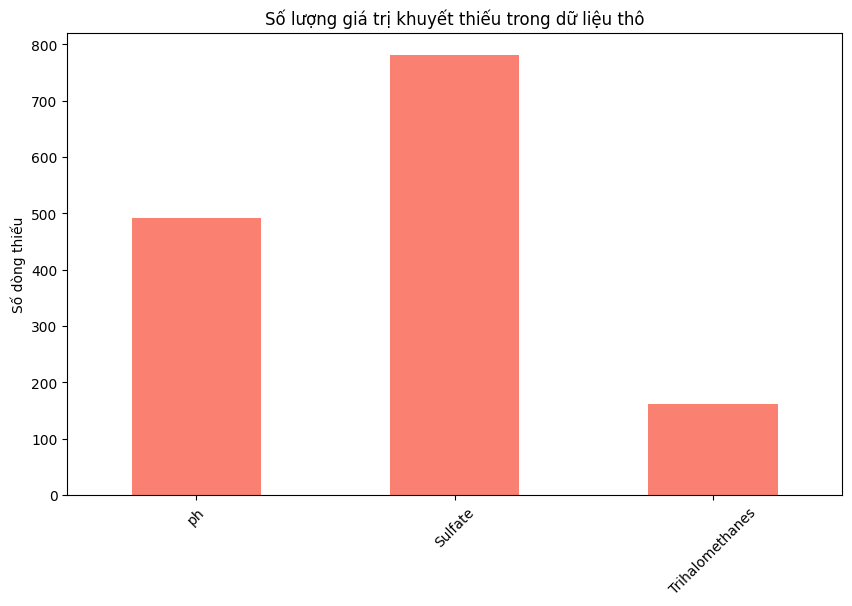 Số lượng giá trị khuyết thiếu trong dữ liệu thô
Số dòng thiếu
800
700
600
500
400
300
200
100
0
ph
Sulfate
Trihalomethanes